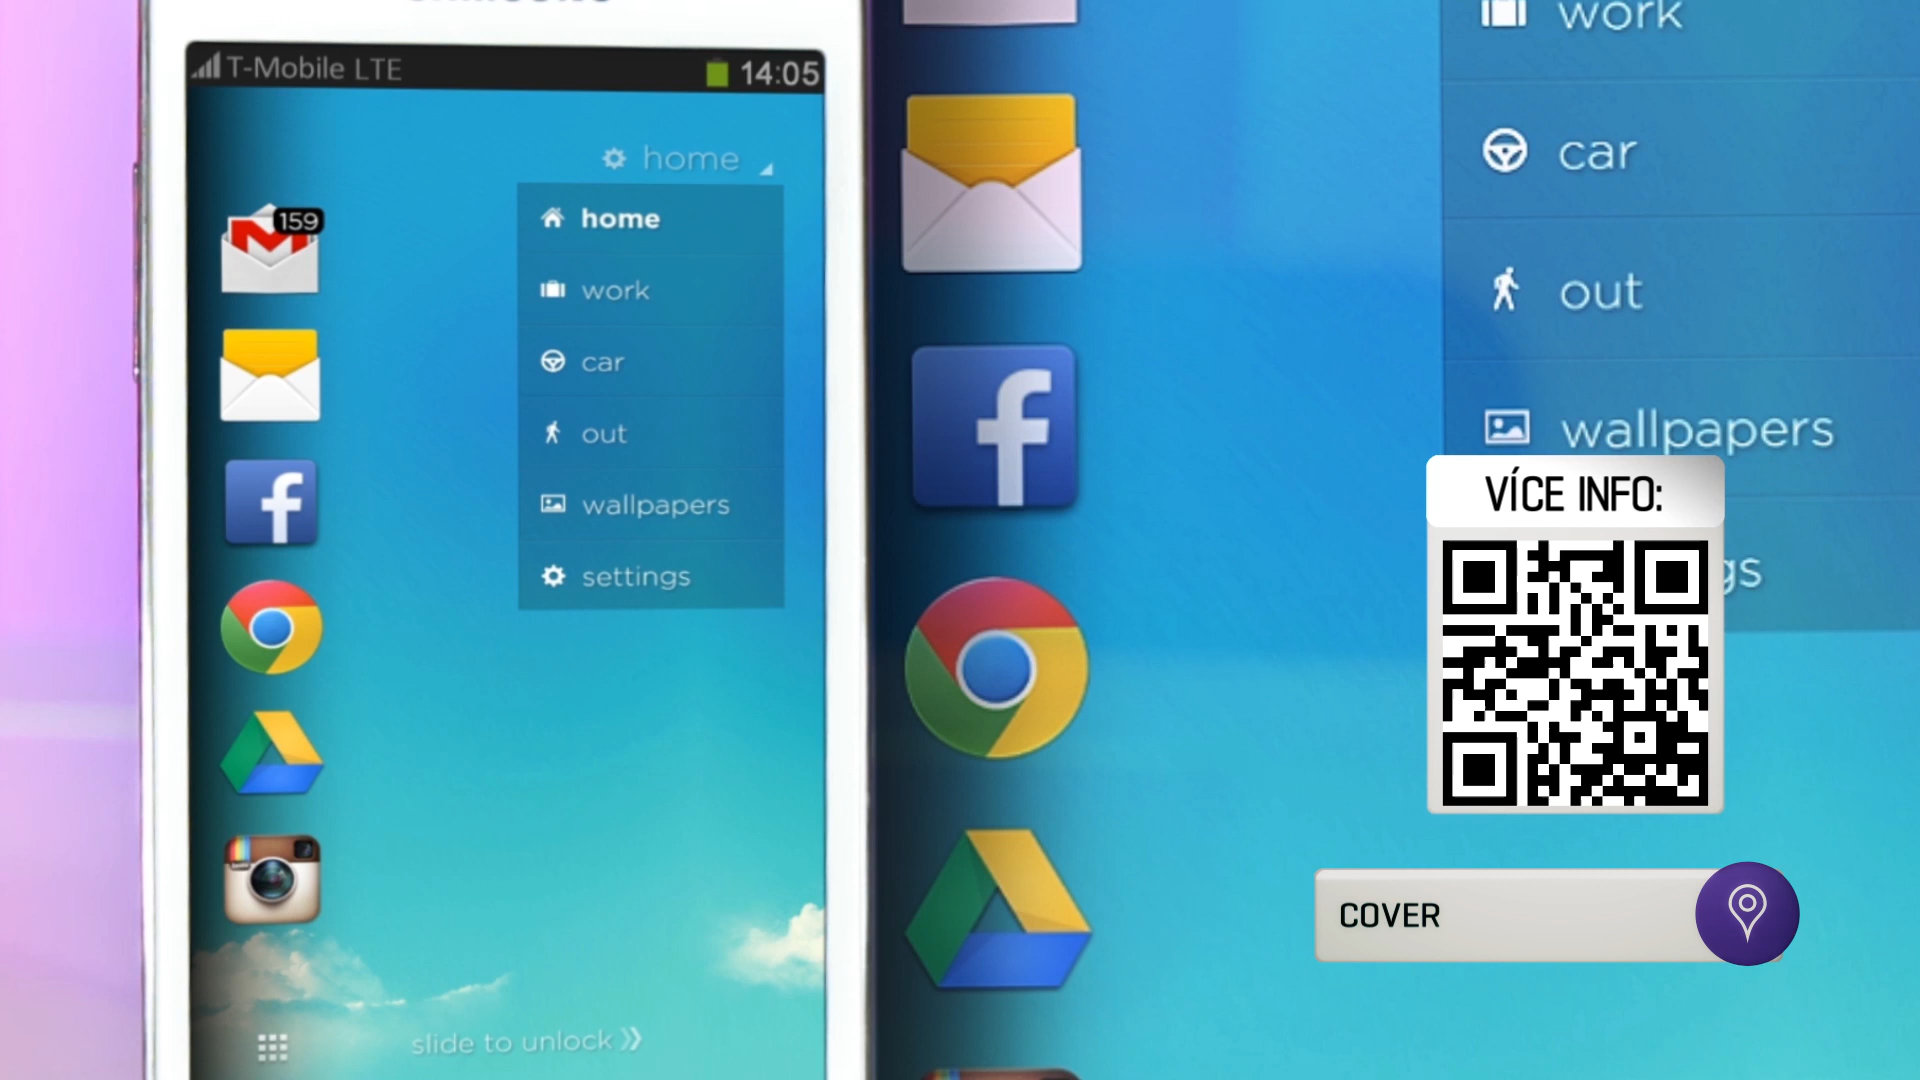 T-Mobile LTE
14:05
home
159
home
work
car
out
wallpapers
settings
slide to unlock
work
car
out
wallpapers
VÍCE INFO:
gs
COVER